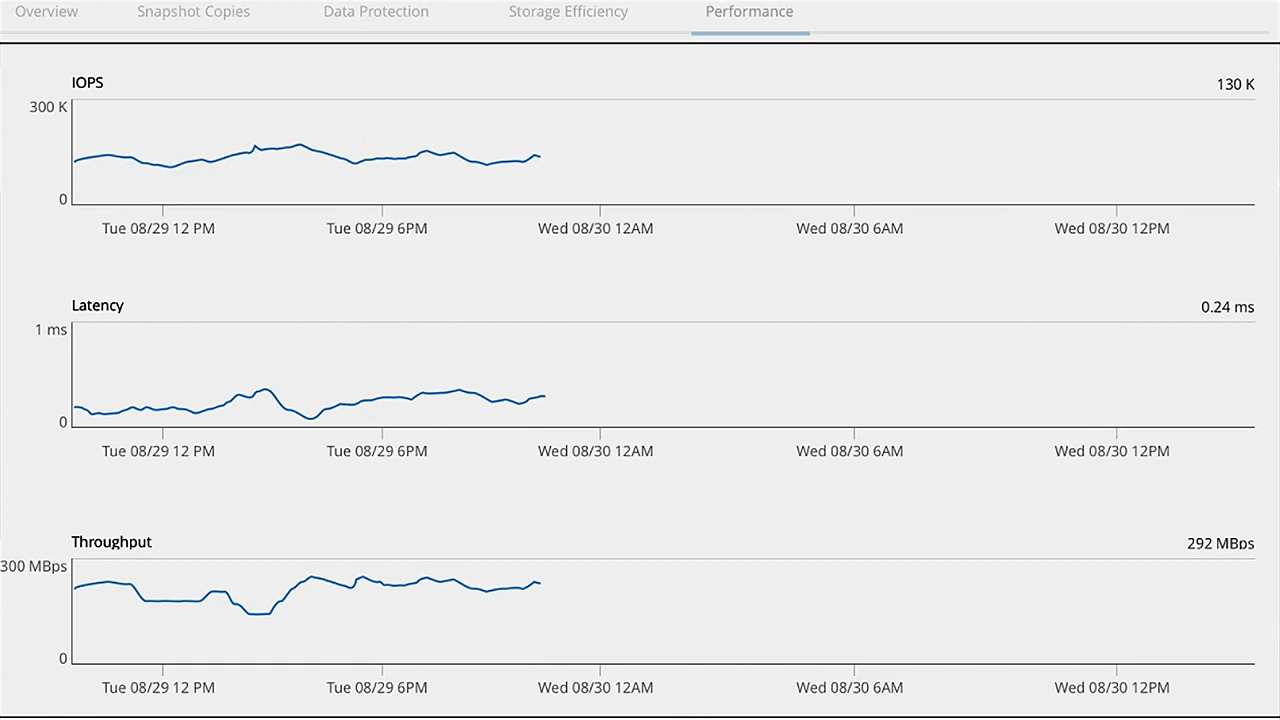 Overview Snapshot Copies Data Protection Storage Efficiency Performance
IOPS 130 K
300 K
0
Tue 08/29 12 PM Tue 08/29 6PM Wed 08/30 12AM Wed 08/30 6AM Wed 08/30 12PM
Latency 0.24 ms
1 ms
0
Tue 08/29 12 PM Tue 08/29 6PM Wed 08/30 12AM Wed 08/30 6AM Wed 08/30 12PM
Throughput 292 MBps
300 MBps
0
Tue 08/29 12 PM Tue 08/29 6PM Wed 08/30 12AM Wed 08/30 6AM Wed 08/30 12PM